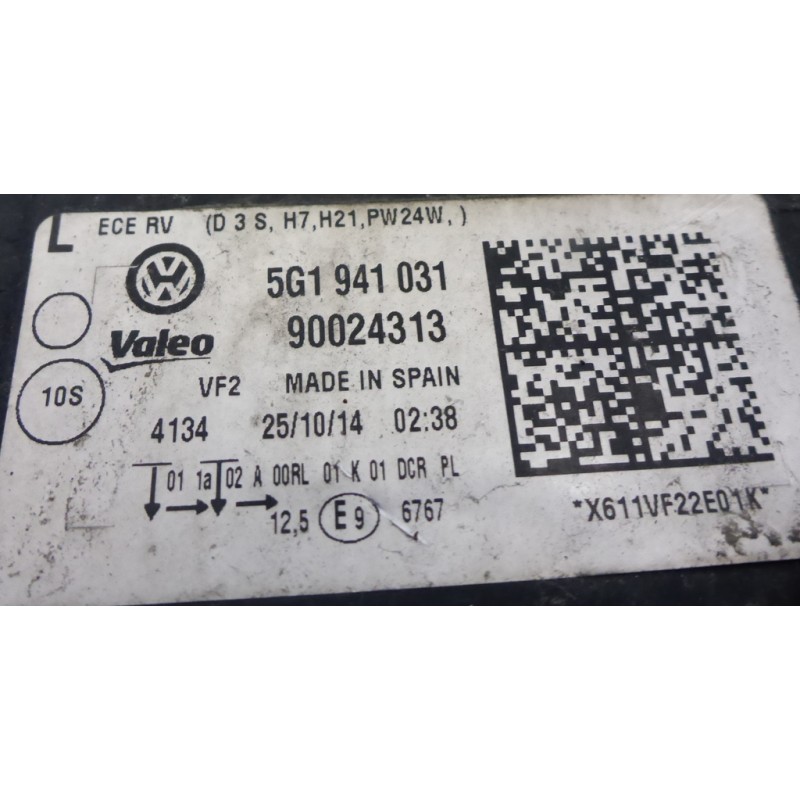 L ECE RV (D 3 S, H7,H21,PW24W,)
5G1 941 031
Valeo 90024313
10S VF2 MADE IN SPAIN
4134 25/10/14 02:38
01 1a 02 A 00RL 01 K 01 DCR PL
12,5 E9 6767
*X611VF22E01K*